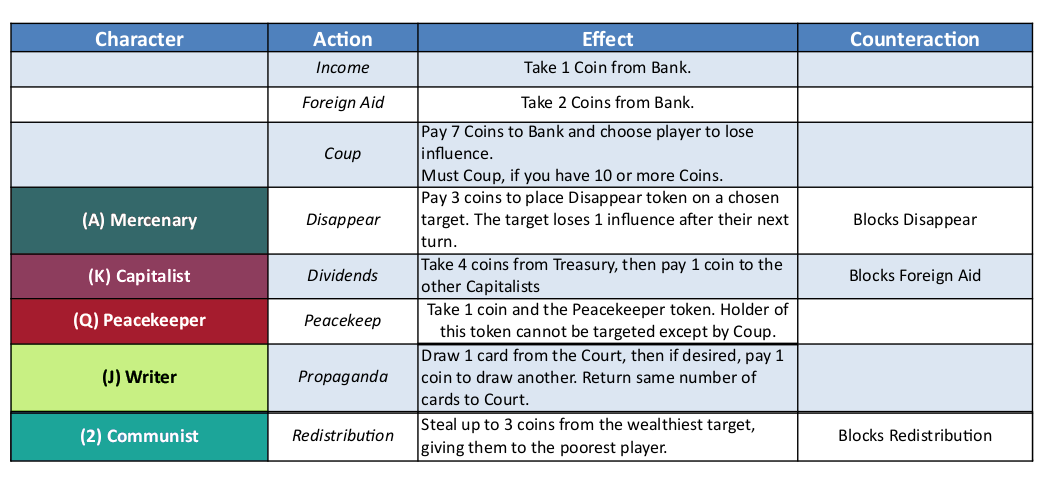 Character Action Effect Counteraction
Income Take 1 Coin from Bank.
Foreign Aid Take 2 Coins from Bank.
Coup
Pay 7 Coins to Bank and choose player to lose
influence.
Must Coup, if you have 10 or more Coins.
(A) Mercenary Disappear
Pay 3 coins to place Disappear token on a chosen
target. The target loses 1 influence after their next
turn.
Blocks Disappear
(K) Capitalist Dividends
Take 4 coins from Treasury, then pay 1 coin to the
other Capitalists
Blocks Foreign Aid
(Q) Peacekeeper Peacekeep
Take 1 coin and the Peacekeeper token. Holder of
this token cannot be targeted except by Coup.
(J) Writer Propaganda
Draw 1 card from the Court, then if desired, pay 1
coin to draw another. Return same number of
cards to Court.
(2) Communist Redistribution
Steal up to 3 coins from the wealthiest target,
giving them to the poorest player.
Blocks Redistribution